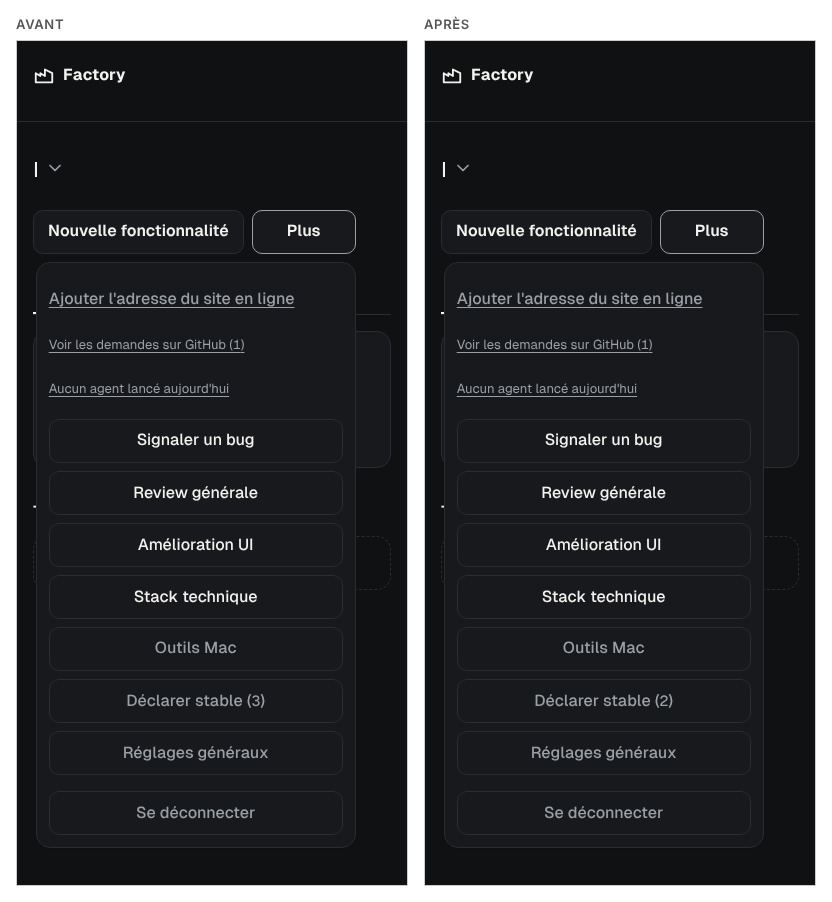 AVANT
Factory
Nouvelle fonctionnalité
Plus
Ajouter l'adresse du site en ligne
Voir les demandes sur GitHub (1)
Aucun agent lancé aujourd'hui
Signaler un bug
Review générale
Amélioration UI
Stack technique
Outils Mac
Déclarer stable (3)
Réglages généraux
Se déconnecter
APRÈS
Factory
Nouvelle fonctionnalité
Plus
Ajouter l'adresse du site en ligne
Voir les demandes sur GitHub (1)
Aucun agent lancé aujourd'hui
Signaler un bug
Review générale
Amélioration UI
Stack technique
Outils Mac
Déclarer stable (2)
Réglages généraux
Se déconnecter